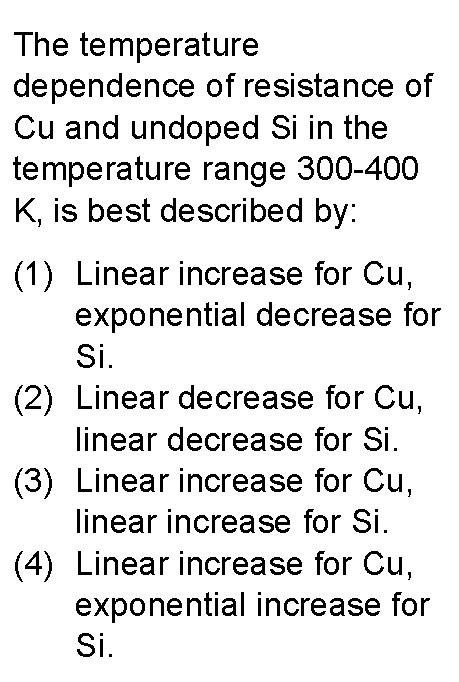 The temperature
dependence of resistance of
Cu and undoped Si in the
temperature range 300-400
K, is best described by:
(1) Linear increase for Cu,
exponential decrease for
Si.
(2) Linear decrease for Cu,
linear decrease for Si.
(3) Linear increase for Cu,
linear increase for Si.
(4) Linear increase for Cu,
exponential increase for
Si.